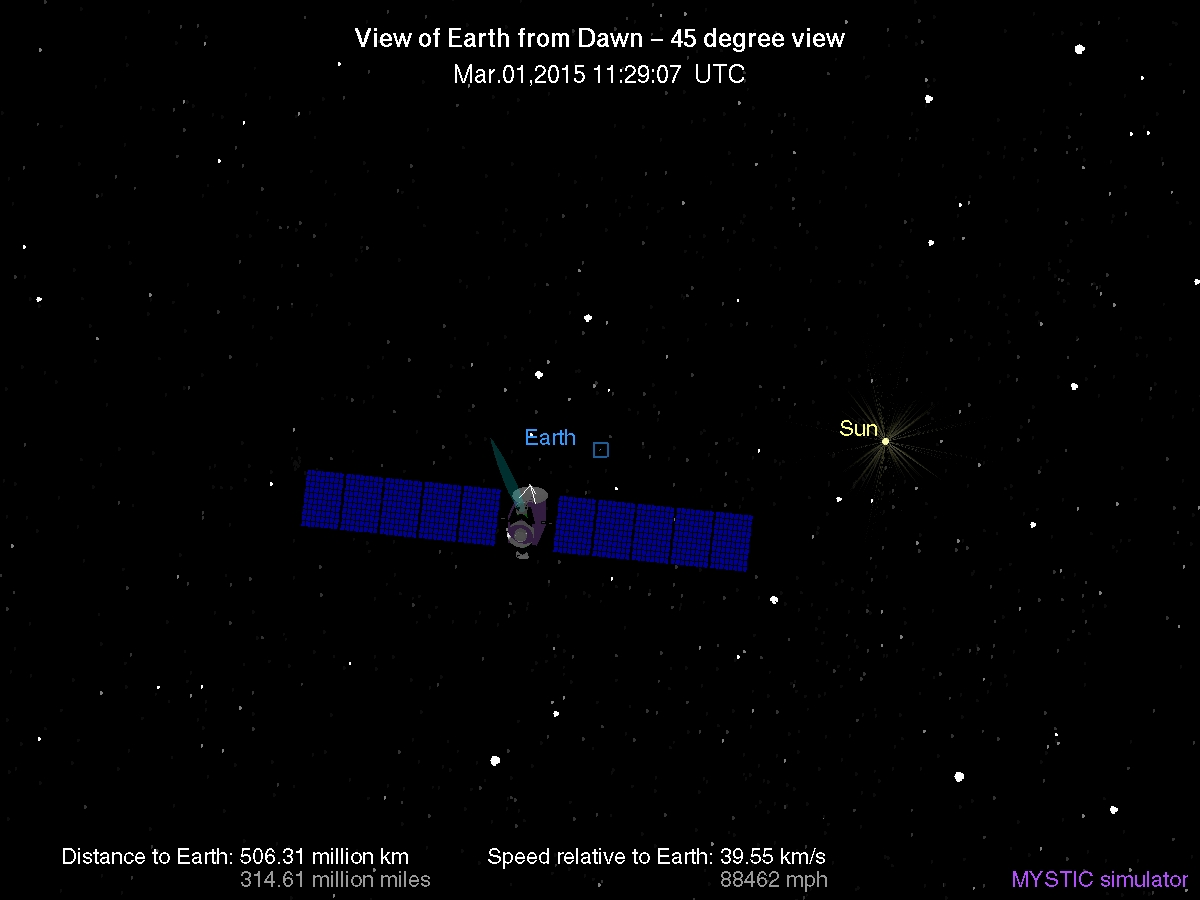 View of Earth from Dawn – 45 degree view
Mar.01,2015 11:29:07 UTC
Sun
Earth
Distance to Earth: 506.31 million km
314.61 million miles
Speed relative to Earth: 39.55 km/s
88462 mph
MYSTIC simulator